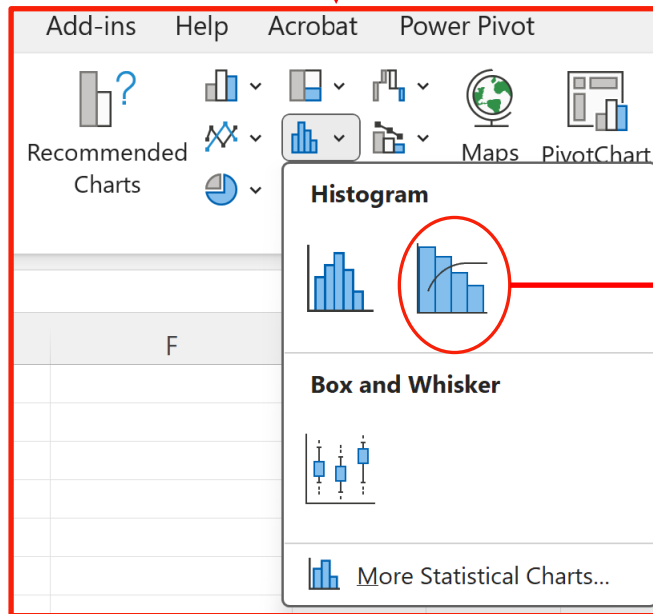 Add-ins Help Acrobat Power Pivot
?
Recommended
Charts
Maps
PivotChart
Histogram
F
Box and Whisker
More Statistical Charts...